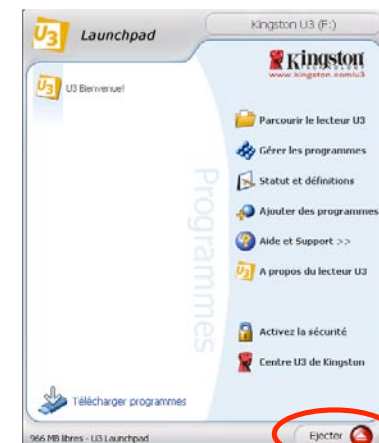 U3 Launchpad
Kingston U3 (F:)
Kingston
TECHNOLOGY
www.kingston.com/u3
U3 U3 Bienvenue!
Parcourir le lecteur U3
Gérer les programmes
Statut et définitions
Ajouter des programmes
Aide et Support >>
U3 A propos du lecteur U3
Programmes
Activez la sécurité
Centre U3 de Kingston
Télécharger programmes
966 MB libres - U3 Launchpad
Ejecter